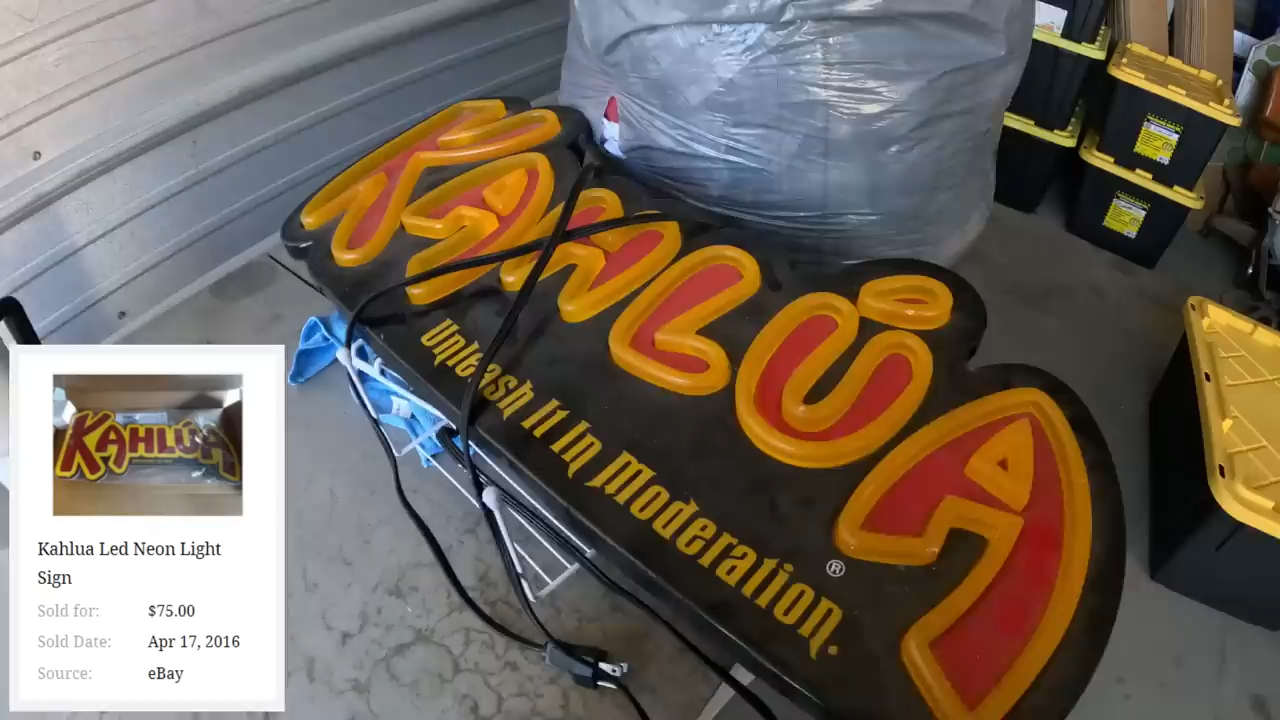 KAHLÚA
Unleash It In Moderation.
®
KAHLUA
Kahlua Led Neon Light
Sign
Sold for: $75.00
Sold Date: Apr 17, 2016
Source: eBay